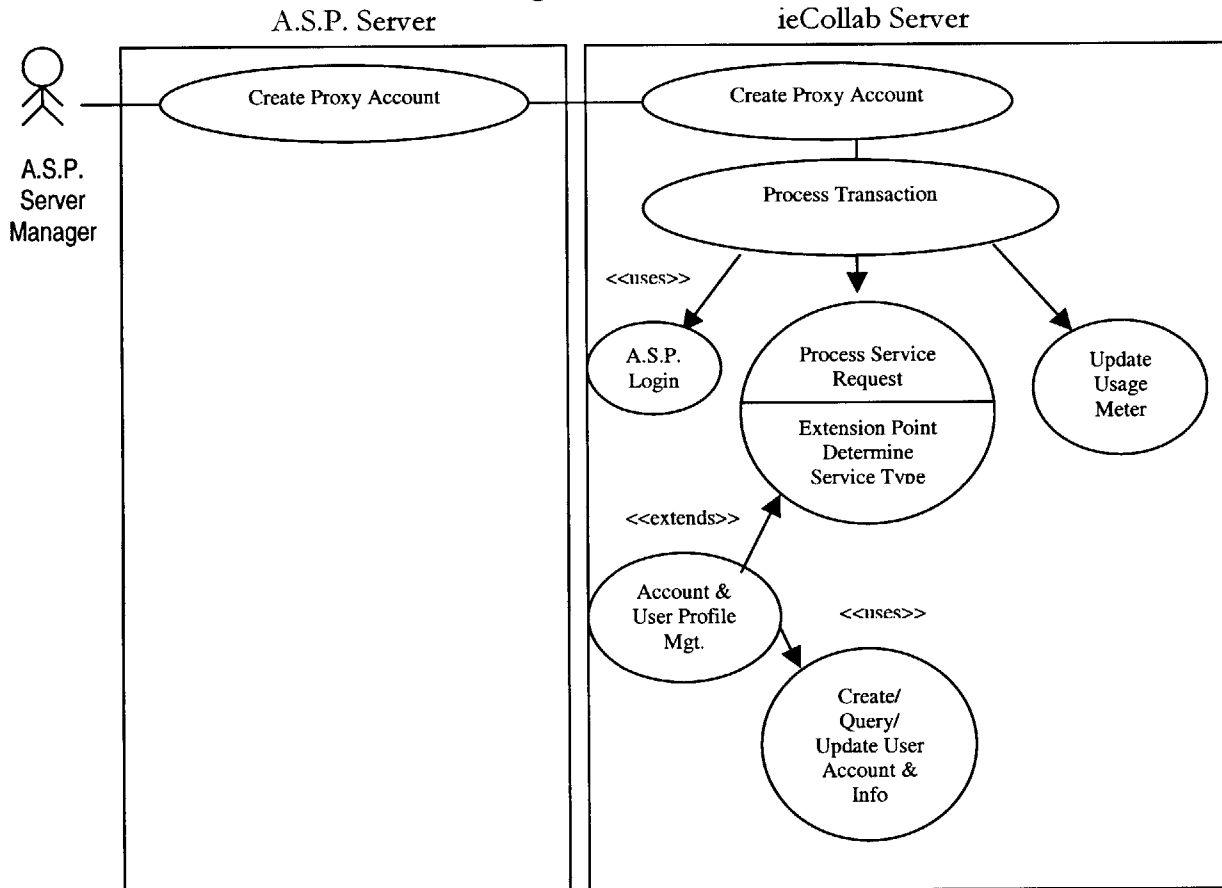 A.S.P. Server
ieCollab Server
Create Proxy Account
Create Proxy Account
A.S.P.
Server
Manager
Process Transaction
<<uses>>
A.S.P.
Login
Process Service
Request
Extension Point
Determine
Service Type
Update
Usage
Meter
<<extends>>
Account &
User Profile
Mgt.
<<uses>>
Create/
Query/
Update User
Account &
Info